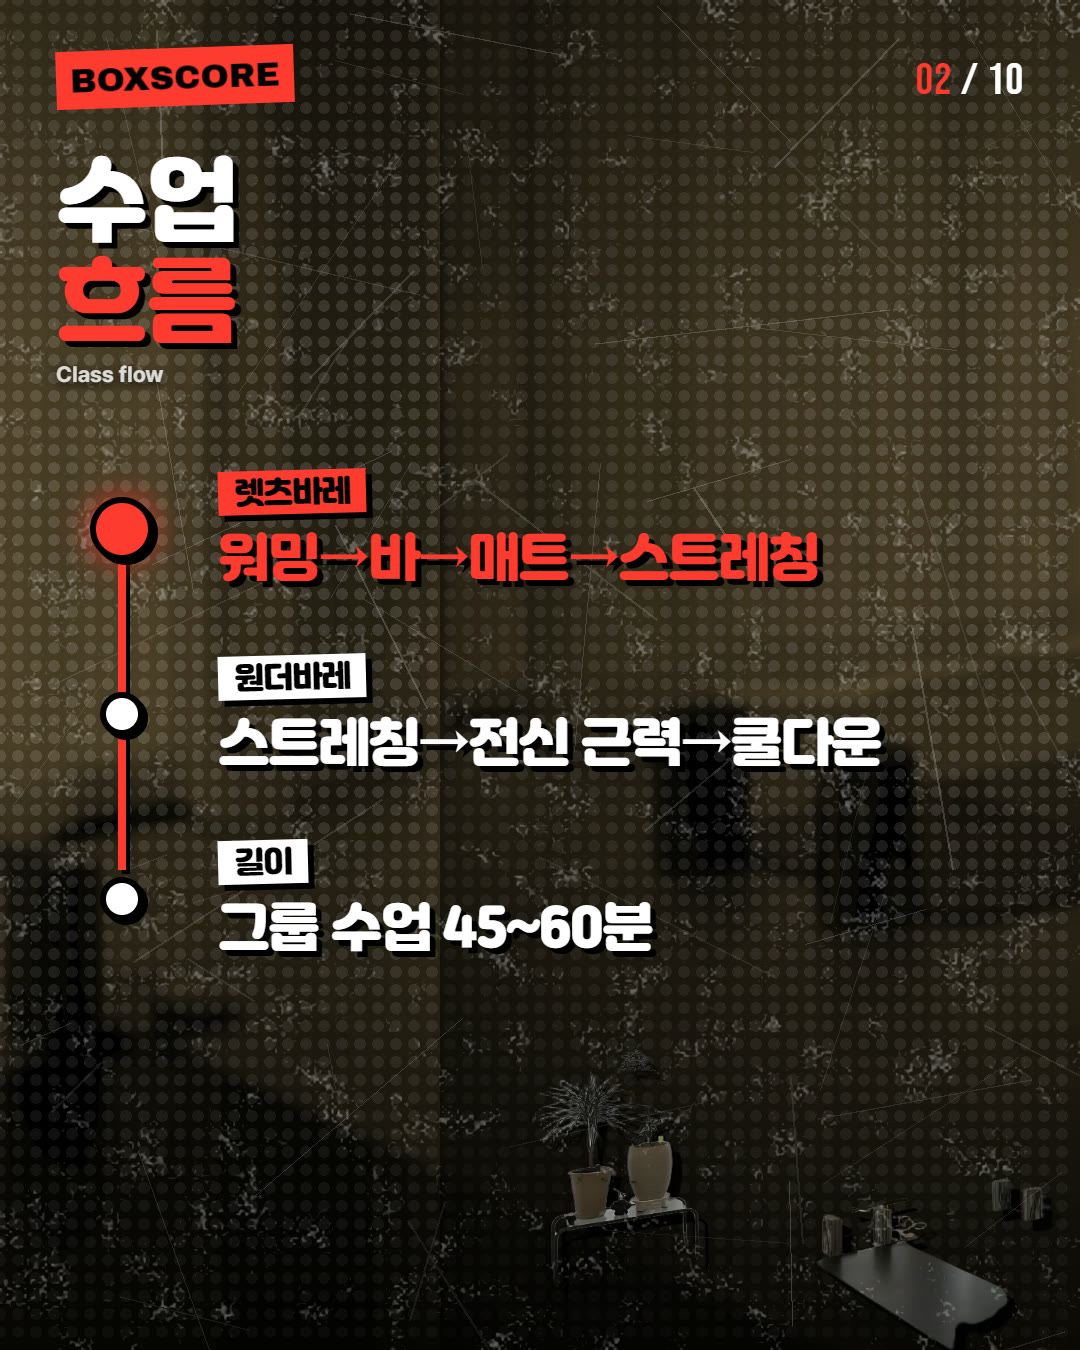 BOXSCORE
02 / 10
수업
흐름
Class flow
렛츠바레
워밍→바→매트→스트레칭
원더바레
스트레칭→전신 근력→쿨다운
길이
그룹 수업 45~60분